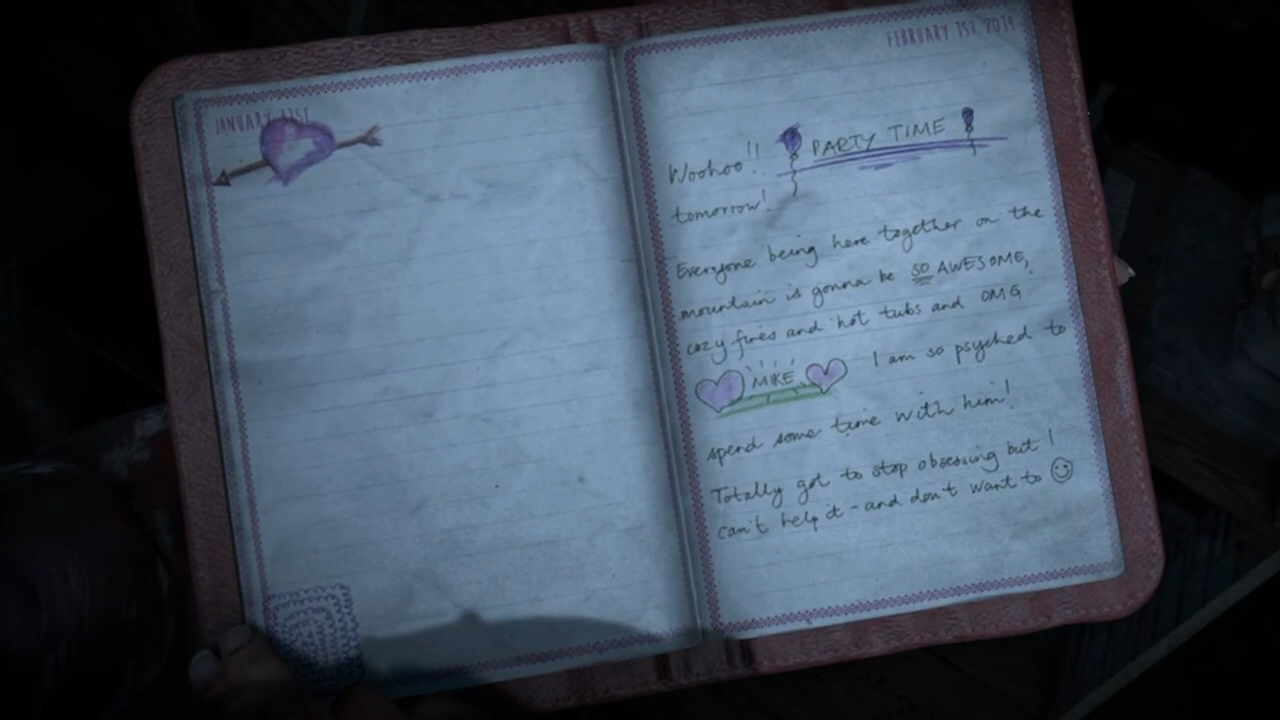 JANUARY 31ST
FEBRUARY 1ST 2014
Woohoo!! PARTY TIME
tomorrow!
Everyone being here together on the
mountain is gonna be SO AWESOME,
cozy fires and hot tubs and OMG
MIKE I am so psyched to
spend some time with him!
Totally got to stop obsessing but I
can't help it - and don't want to